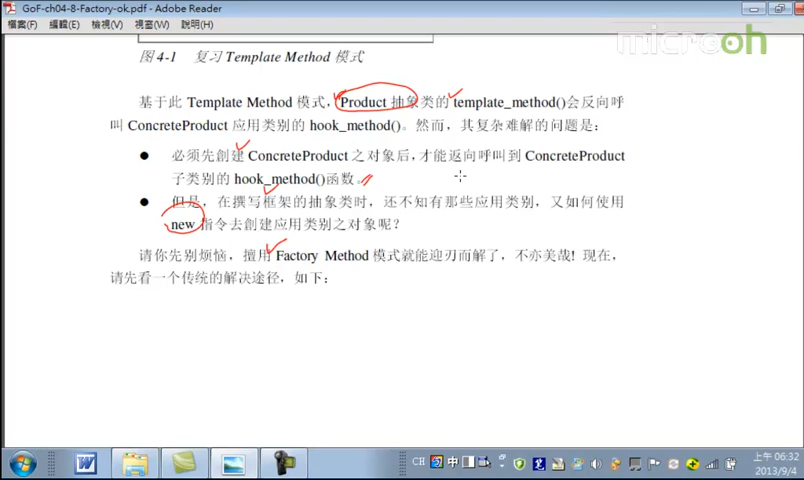 GoF-ch04-8-Factory-ok.pdf - Adobe Reader
檔案(F) 編輯(E) 檢視(V) 視窗(W) 說明(H)
microoh
图 4-1 复习 Template Method 模式
基于此 Template Method 模式，Product 抽象类的 template_method()会反向呼
叫 ConcreteProduct 应用类别的 hook_method()。然而，其复杂难解的问题是：
● 必须先創建 ConcreteProduct 之对象后，才能返向呼叫到 ConcreteProduct
子类别的 hook_method()函数。
● 但是，在撰写框架的抽象类时，还不知有那些应用类别，又如何使用
new 指令去创建应用类别之对象呢？
请你先别烦恼，擅用 Factory Method 模式就能迎刃而解了，不亦美哉! 现在，
请先看一个传统的解决途径，如下：
CH 中 上午 06:32
2013/9/4